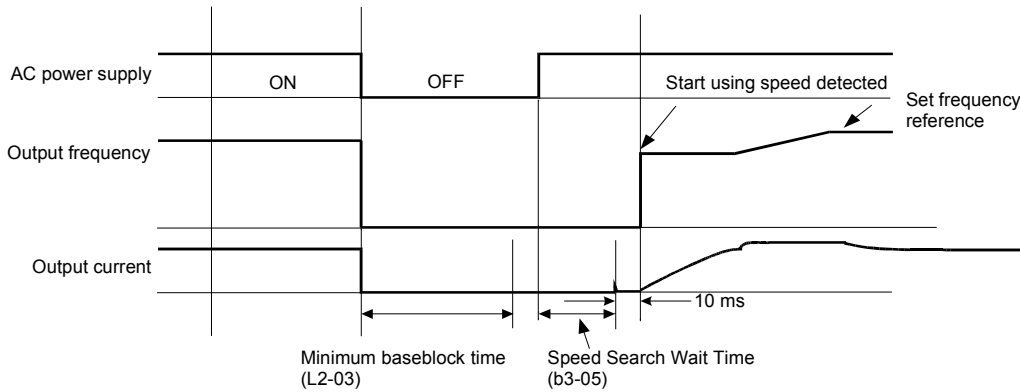 AC power supply
ON
OFF
Start using speed detected
Set frequency
reference
Output frequency
Output current
10 ms
Minimum baseblock time
(L2-03)
Speed Search Wait Time
(b3-05)